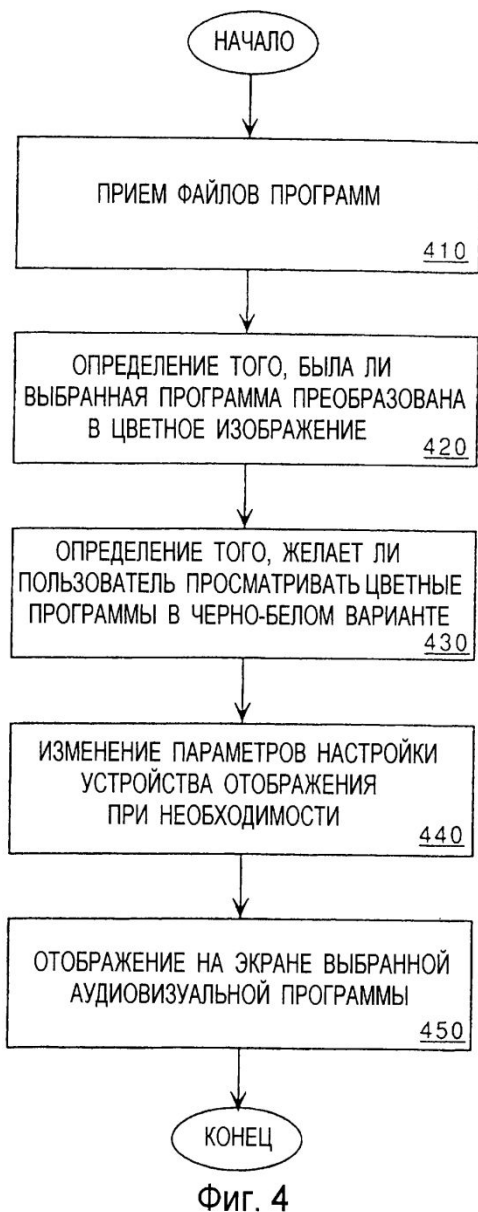 НАЧАЛО
ПРИЕМ ФАЙЛОВ ПРОГРАММ
410
ОПРЕДЕЛЕНИЕ ТОГО, БЫЛА ЛИ
ВЫБРАННАЯ ПРОГРАММА ПРЕОБРАЗОВАНА
В ЦВЕТНОЕ ИЗОБРАЖЕНИЕ
420
ОПРЕДЕЛЕНИЕ ТОГО, ЖЕЛАЕТ ЛИ
ПОЛЬЗОВАТЕЛЬ ПРОСМАТРИВАТЬ ЦВЕТНЫЕ
ПРОГРАММЫ В ЧЕРНО-БЕЛОМ ВАРИАНТЕ
430
ИЗМЕНЕНИЕ ПАРАМЕТРОВ НАСТРОЙКИ
УСТРОЙСТВА ОТОБРАЖЕНИЯ
ПРИ НЕОБХОДИМОСТИ
440
ОТОБРАЖЕНИЕ НА ЭКРАНЕ ВЫБРАННОЙ
АУДИОВИЗУАЛЬНОЙ ПРОГРАММЫ
450
КОНЕЦ
Фиг. 4